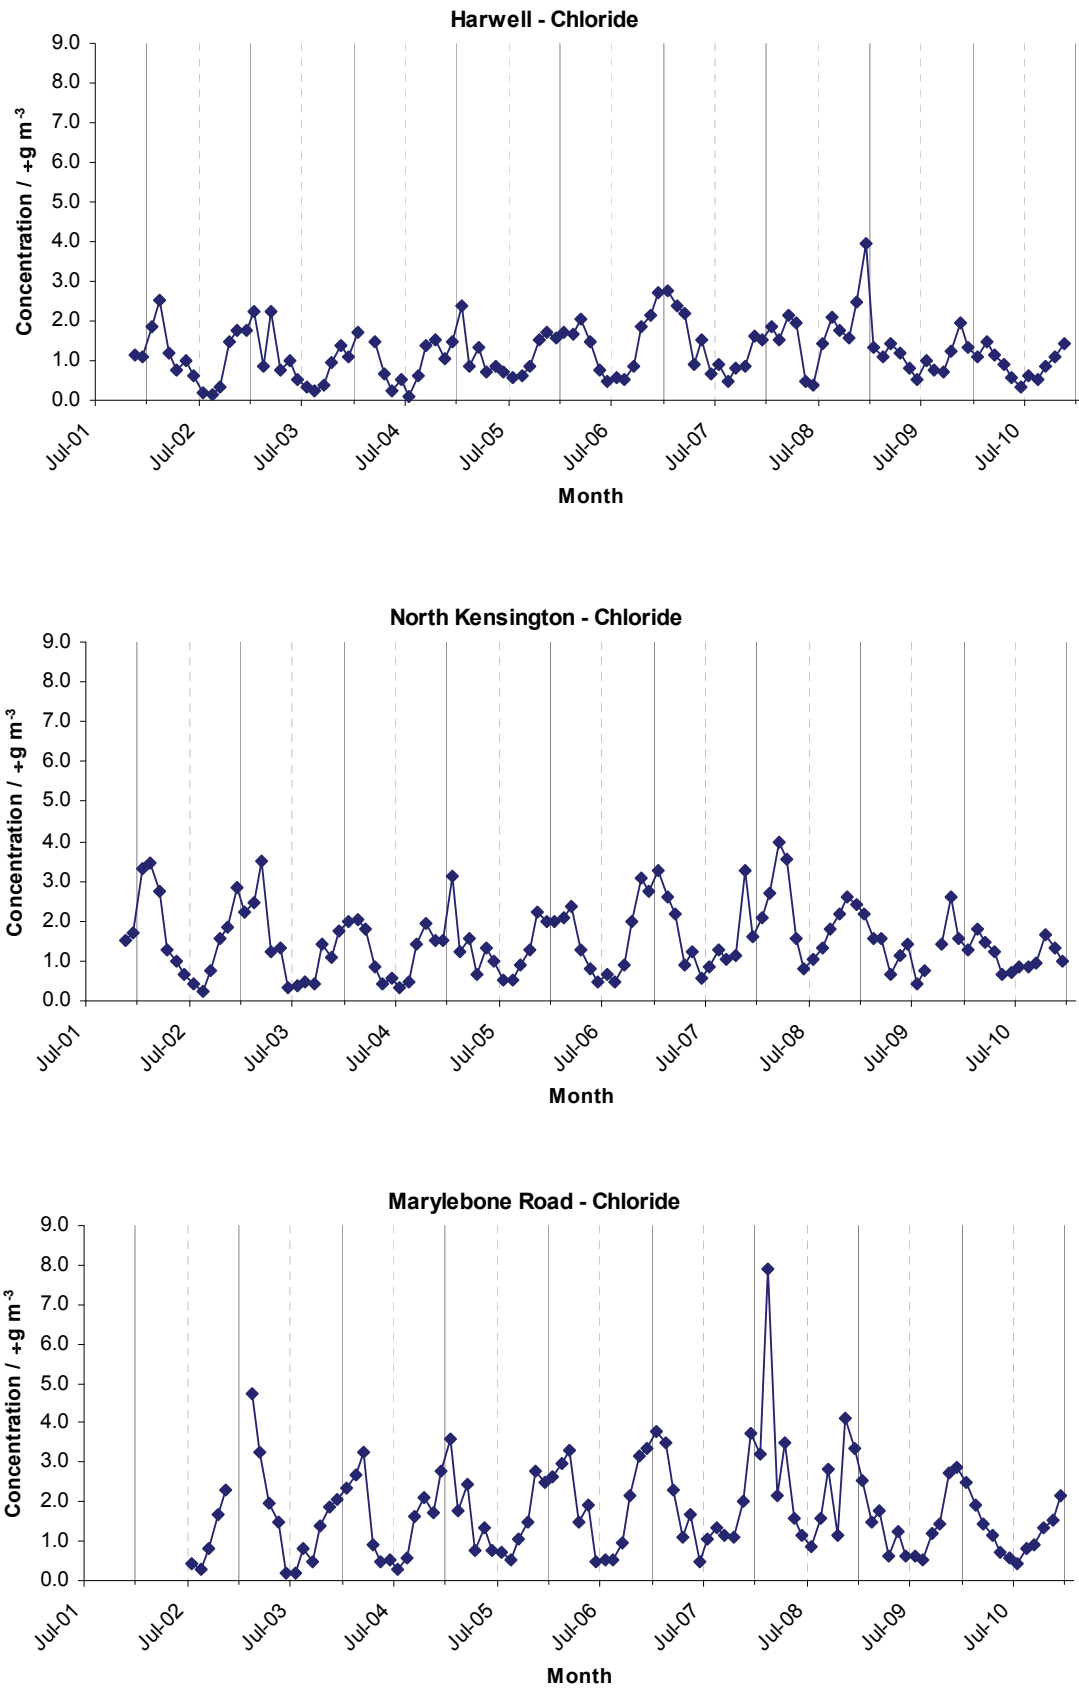 Harwell - Chloride
9.0
8.0
7.0
6.0
5.0
4.0
3.0
2.0
1.0
0.0
Concentration / ÷g m⁻³
Jul-01 Jul-02 Jul-03 Jul-04 Jul-05 Jul-06 Jul-07 Jul-08 Jul-09 Jul-10
Month
North Kensington - Chloride
9.0
8.0
7.0
6.0
5.0
4.0
3.0
2.0
1.0
0.0
Concentration / ÷g m⁻³
Jul-01 Jul-02 Jul-03 Jul-04 Jul-05 Jul-06 Jul-07 Jul-08 Jul-09 Jul-10
Month
Marylebone Road - Chloride
9.0
8.0
7.0
6.0
5.0
4.0
3.0
2.0
1.0
0.0
Concentration / ÷g m⁻³
Jul-01 Jul-02 Jul-03 Jul-04 Jul-05 Jul-06 Jul-07 Jul-08 Jul-09 Jul-10
Month